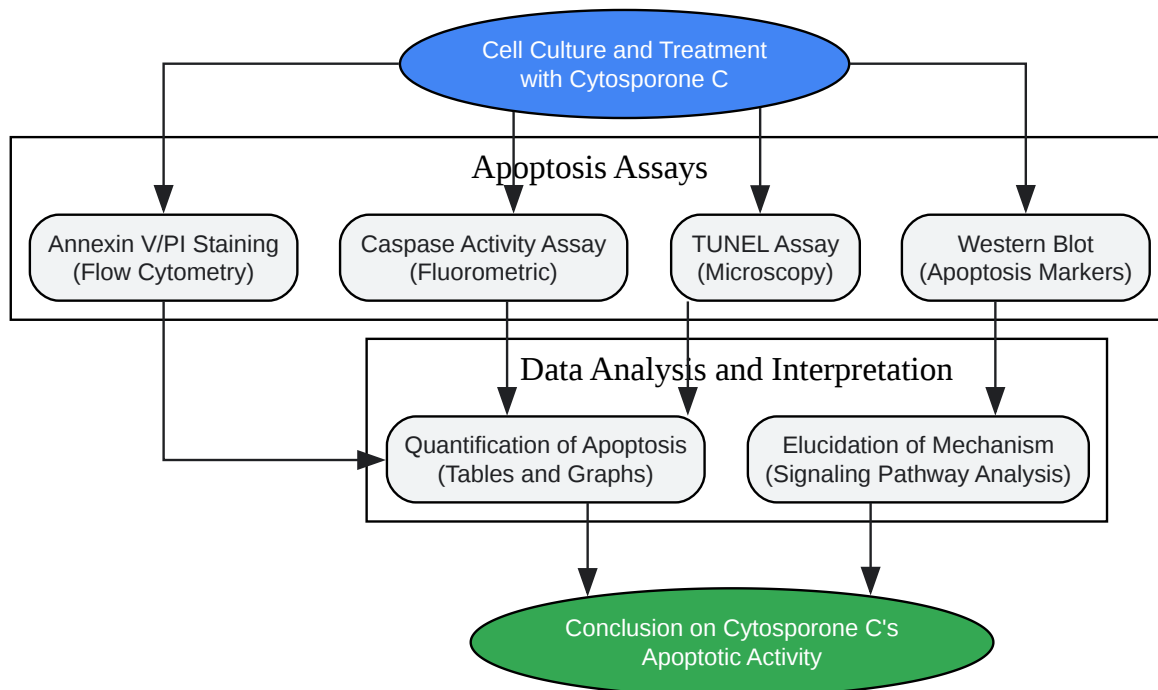 Cell Culture and Treatment
with Cytosporone C
Apoptosis Assays
Annexin V/PI Staining
(Flow Cytometry)
Caspase Activity Assay
(Fluorometric)
TUNEL Assay
(Microscopy)
Western Blot
(Apoptosis Markers)
Data Analysis and Interpretation
Quantification of Apoptosis
(Tables and Graphs)
Elucidation of Mechanism
(Signaling Pathway Analysis)
Conclusion on Cytosporone C's
Apoptotic Activity